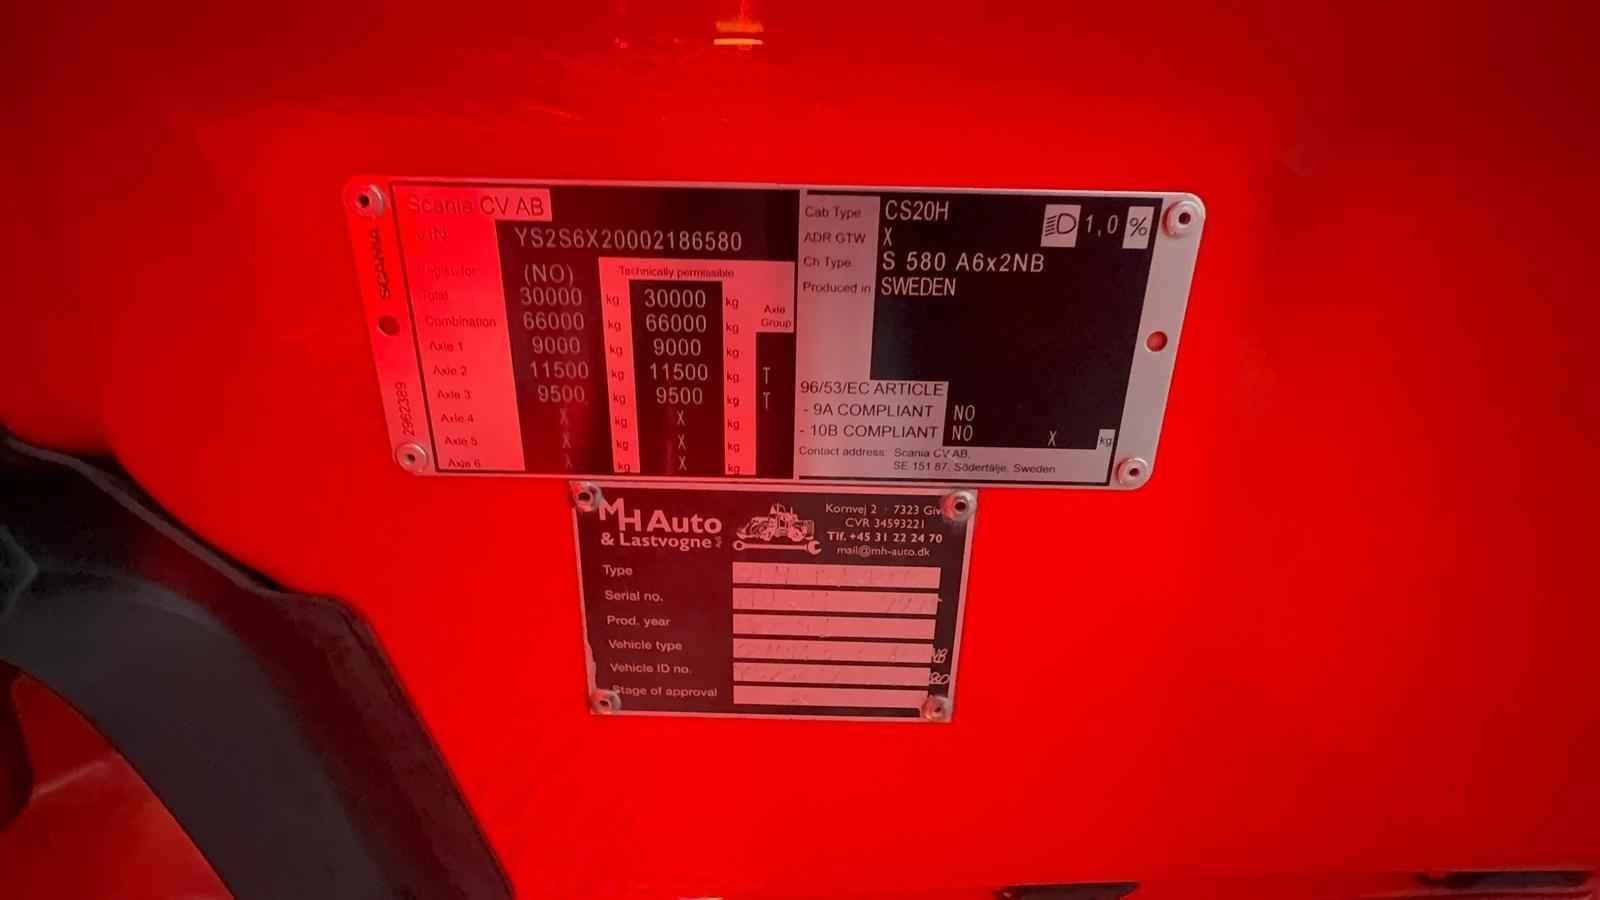 Scania CV AB
VIN YS2S6X20002186580
(NO) Technically permissible
Total 30000 kg 30000 kg Axle
Combination 66000 kg 66000 kg Group
Axle 1 9000 kg 9000 kg
Axle 2 11500 kg 11500 kg T
Axle 3 9500 kg 9500 kg T
Axle 4 X kg X kg
Axle 5 X kg X kg
Axle 6 X kg X kg
SCANIA
2962389
Cab Type CS20H 1,0 %
ADR GTW X
Ch Type S 580 A6x2NB
Produced in SWEDEN
96/53/EC ARTICLE
- 9A COMPLIANT NO
- 10B COMPLIANT NO X kg
Contact address: Scania CV AB,
SE 151 87, Södertälje, Sweden
MH Auto
& Lastvogne
Kornvej 2 - 7323 Giv
CVR 34593221
Tlf. +45 31 22 24 70
mail@mh-auto.dk
Type
Serial no.
Prod. year
Vehicle type NB
Vehicle ID no. 80
Stage of approval